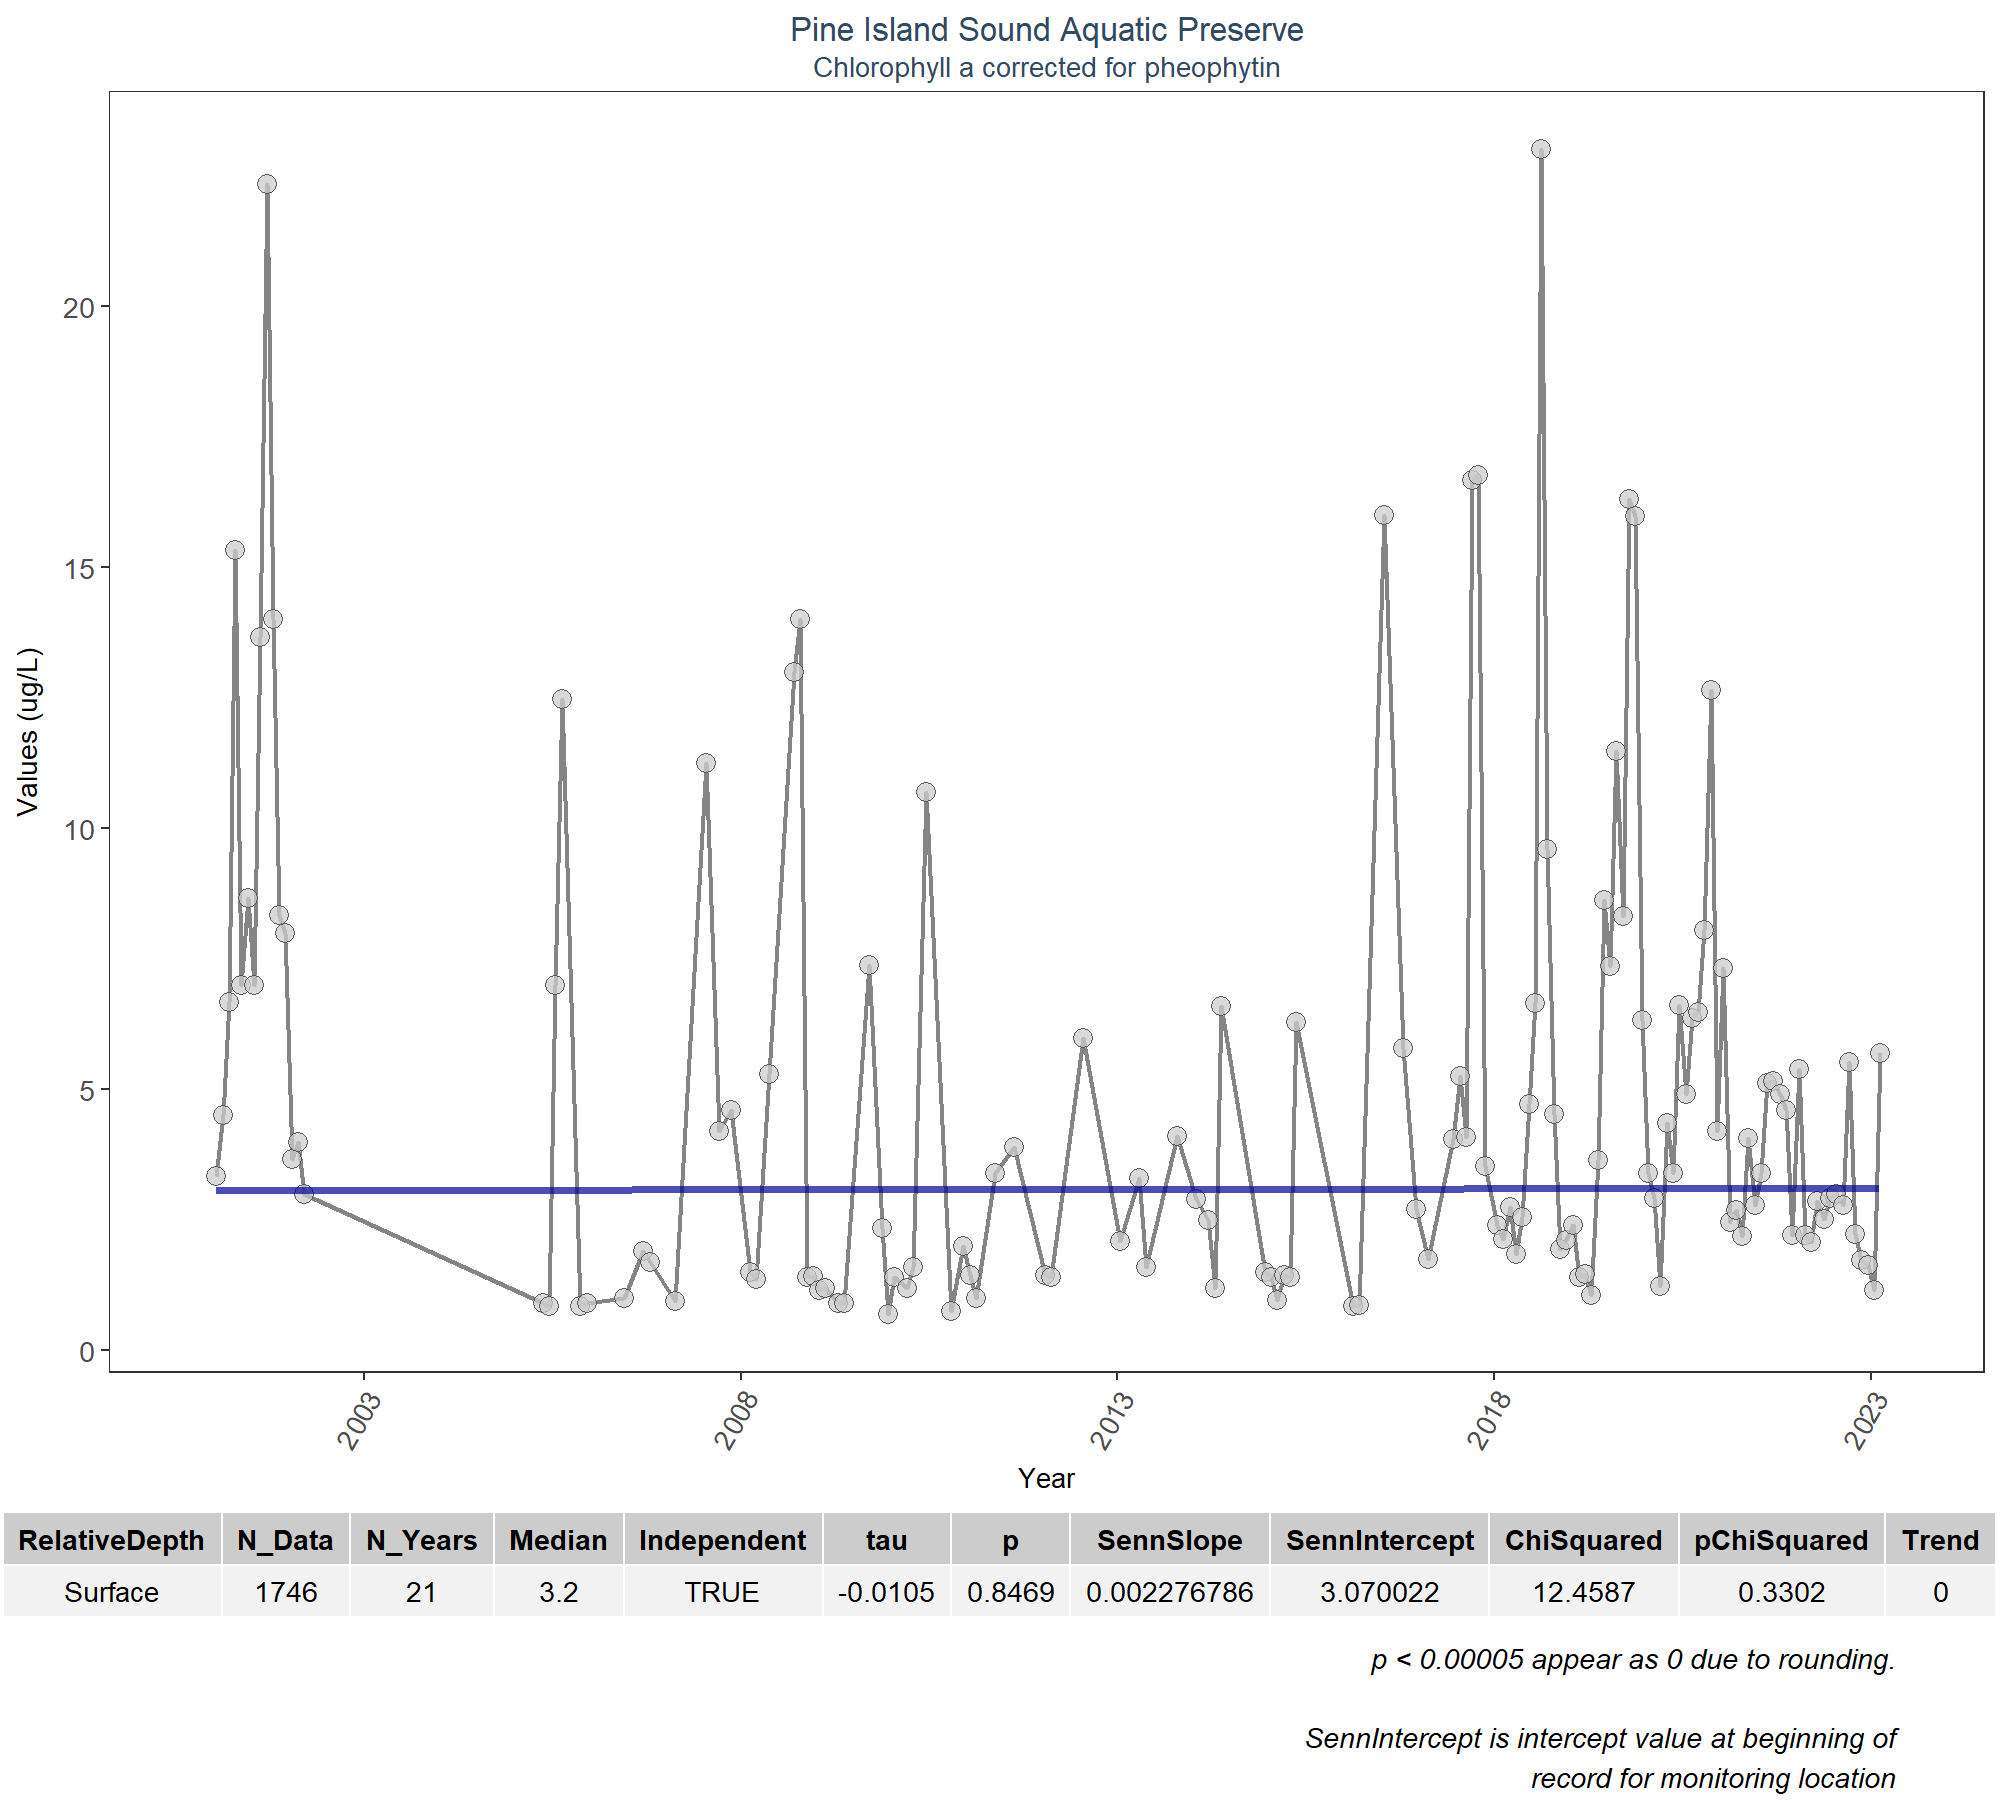 Pine Island Sound Aquatic Preserve
Chlorophyll a corrected for pheophytin
Values (ug/L)
20
15
10
5
0
2003 2008 2013 2018 2023
Year
RelativeDepth N_Data N_Years Median Independent tau p SennSlope SennIntercept ChiSquared pChiSquared Trend
Surface 1746 21 3.2 TRUE -0.0105 0.8469 0.002276786 3.070022 12.4587 0.3302 0
p < 0.00005 appear as 0 due to rounding.
SennIntercept is intercept value at beginning of
record for monitoring location